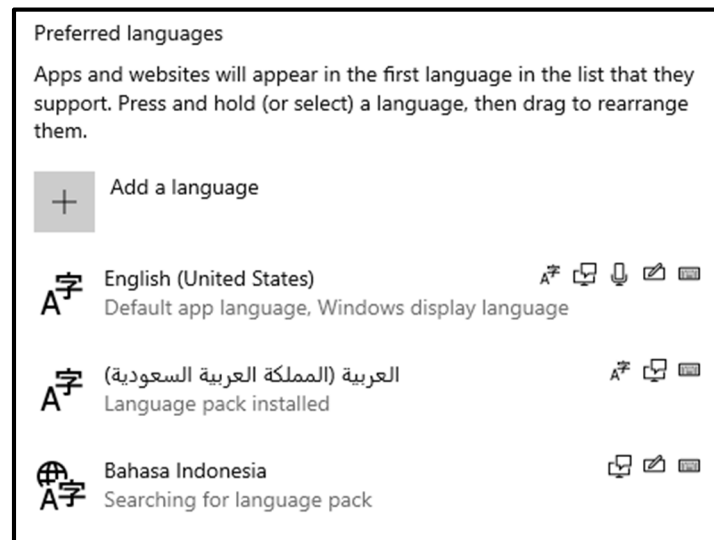 Preferred languages
Apps and websites will appear in the first language in the list that they
support. Press and hold (or select) a language, then drag to rearrange
them.
Add a language
English (United States)
Default app language, Windows display language
العربية (المملكة العربية السعودية)
Language pack installed
Bahasa Indonesia
Searching for language pack